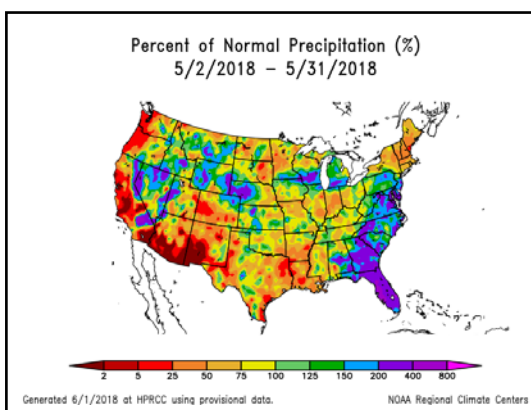 Percent of Normal Precipitation (%)
5/2/2018 – 5/31/2018
2 5 25 50 75 100 125 150 200 400 800
Generated 6/1/2018 at HPRCC using provisional data. NOAA Regional Climate Centers